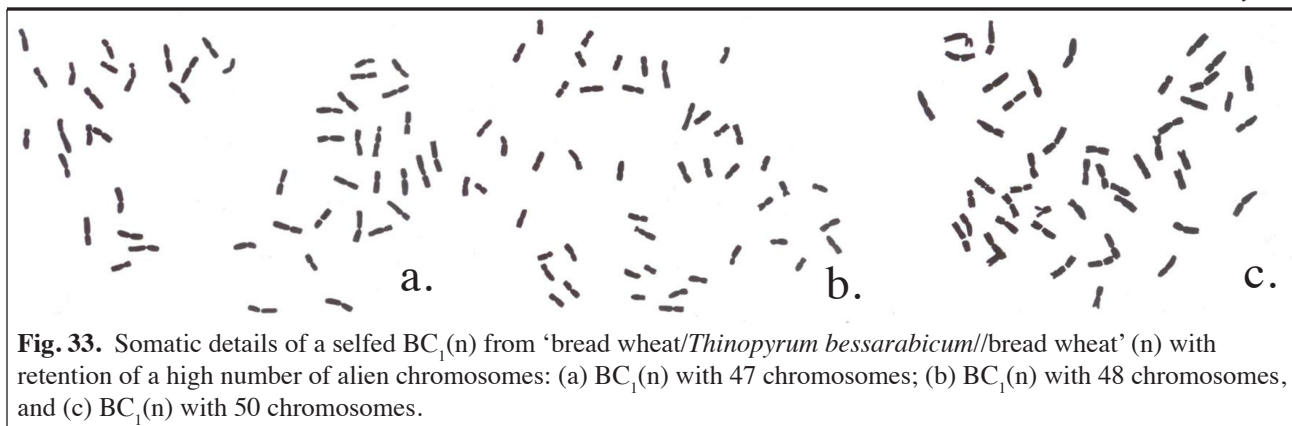 a.
b.
c.
Fig. 33. Somatic details of a selfed BC₁(n) from ‘bread wheat/Thinopyrum bessarabicum//bread wheat’ (n) with
retention of a high number of alien chromosomes: (a) BC₁(n) with 47 chromosomes; (b) BC₁(n) with 48 chromosomes,
and (c) BC₁(n) with 50 chromosomes.